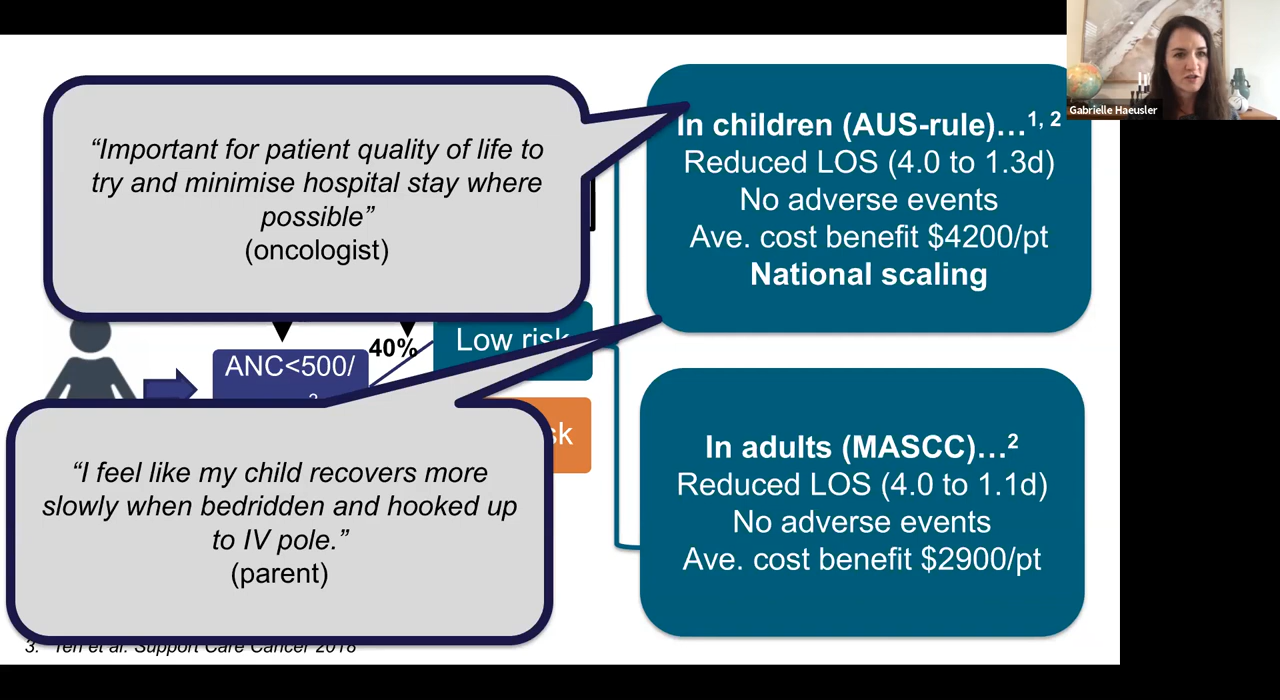 Gabrielle Haeusler
“Important for patient quality of life to
try and minimise hospital stay where
possible”
(oncologist)
In children (AUS-rule)…1, 2
Reduced LOS (4.0 to 1.3d)
No adverse events
Ave. cost benefit $4200/pt
National scaling
40%
Low risk
ANC<500/
sk
“I feel like my child recovers more
slowly when bedridden and hooked up
to IV pole.”
(parent)
In adults (MASCC)…2
Reduced LOS (4.0 to 1.1d)
No adverse events
Ave. cost benefit $2900/pt
3. et al. Support Care Cancer 2018